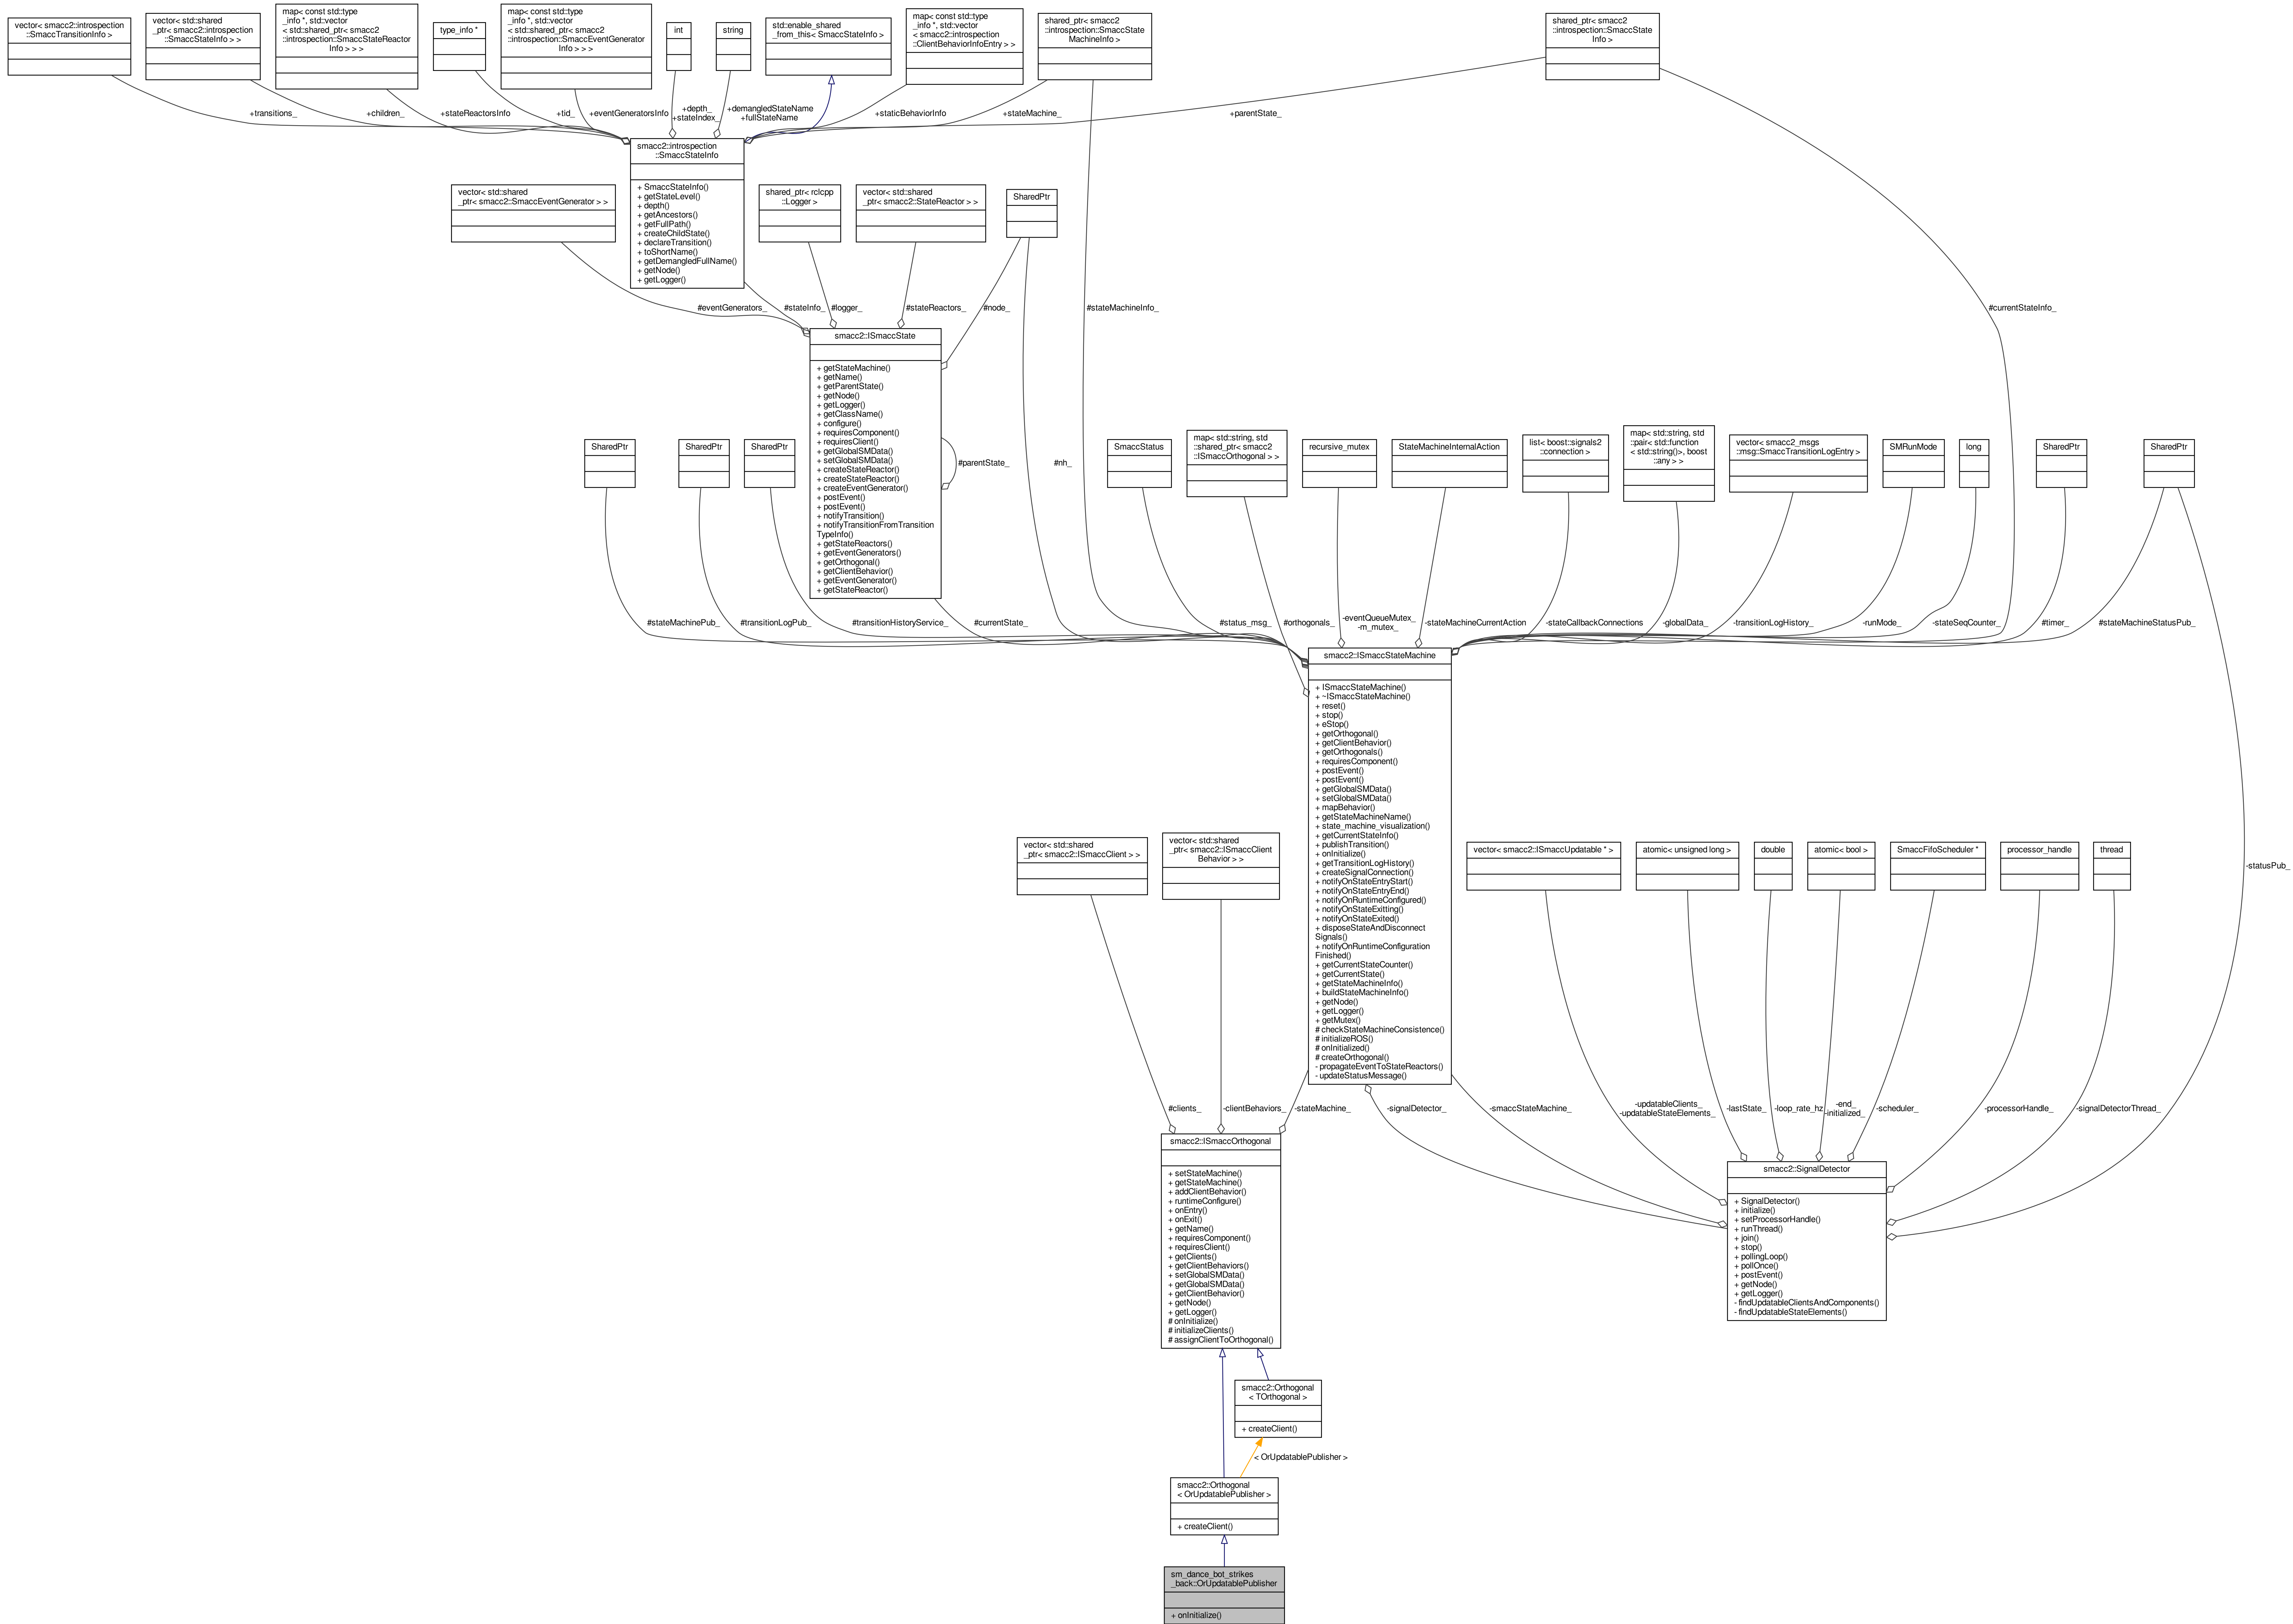 vector< smacc2::introspection
::SmaccTransitionInfo >
vector< std::shared
_ptr< smacc2::introspection
::SmaccStateInfo > >
map< const std::type
_info *, std::vector
< std::shared_ptr< smacc2
::introspection::SmaccStateReactor
Info > > >
type_info *
map< const std::type
_info *, std::vector
< std::shared_ptr< smacc2
::introspection::SmaccEventGenerator
Info > > >
int
string
std::enable_shared
_from_this< SmaccStateInfo >
map< const std::type
_info *, std::vector
< smacc2::introspection
::ClientBehaviorInfoEntry > >
shared_ptr< smacc2
::introspection::SmaccState
MachineInfo >
shared_ptr< smacc2
::introspection::SmaccState
Info >
+transitions_
+children_
+stateReactorsInfo
+tid_
+eventGeneratorsInfo
+depth_
+stateIndex_
+demangledStateName
+fullStateName
+staticBehaviorInfo
+stateMachine_
+parentState_
smacc2::introspection
::SmaccStateInfo
+ SmaccStateInfo()
+ getStateLevel()
+ depth()
+ getAncestors()
+ getFullPath()
+ createChildState()
+ declareTransition()
+ toShortName()
+ getDemangledFullName()
+ getNode()
+ getLogger()
vector< std::shared
_ptr< smacc2::SmaccEventGenerator > >
shared_ptr< rclcpp
::Logger >
vector< std::shared
_ptr< smacc2::StateReactor > >
SharedPtr
#eventGenerators_
#stateInfo_
#logger_
#stateReactors_
#node_
#stateMachineInfo_
#currentStateInfo_
smacc2::ISmaccState
+ getStateMachine()
+ getName()
+ getParentState()
+ getNode()
+ getLogger()
+ getClassName()
+ configure()
+ requiresComponent()
+ requiresClient()
+ getGlobalSMData()
+ setGlobalSMData()
+ createStateReactor()
+ createStateReactor()
+ createEventGenerator()
+ postEvent()
+ postEvent()
+ notifyTransition()
+ notifyTransitionFromTransition
TypeInfo()
+ getStateReactors()
+ getEventGenerators()
+ getOrthogonal()
+ getClientBehavior()
+ getEventGenerator()
+ getStateReactor()
#parentState_
#nh_
SharedPtr
SharedPtr
SharedPtr
SmaccStatus
map< std::string, std
::shared_ptr< smacc2
::ISmaccOrthogonal > >
recursive_mutex
StateMachineInternalAction
list< boost::signals2
::connection >
map< std::string, std
::pair< std::function
< std::string()>, boost
::any > >
vector< smacc2_msgs
::msg::SmaccTransitionLogEntry >
SMRunMode
long
SharedPtr
SharedPtr
#stateMachinePub_
#transitionLogPub_
#transitionHistoryService_
#currentState_
#status_msg_
#orthogonals_
-eventQueueMutex_
-m_mutex_
-stateMachineCurrentAction
-stateCallbackConnections
-globalData_
-transitionLogHistory_
-runMode_
-stateSeqCounter_
#timer_
#stateMachineStatusPub_
smacc2::ISmaccStateMachine
+ ISmaccStateMachine()
+ ~ISmaccStateMachine()
+ reset()
+ stop()
+ eStop()
+ getOrthogonal()
+ getClientBehavior()
+ getOrthogonals()
+ requiresComponent()
+ postEvent()
+ postEvent()
+ getGlobalSMData()
+ setGlobalSMData()
+ mapBehavior()
+ getStateMachineName()
+ state_machine_visualization()
+ getCurrentStateInfo()
+ publishTransition()
+ onInitialize()
+ getTransitionLogHistory()
+ createSignalConnection()
+ notifyOnStateEntryStart()
+ notifyOnStateEntryEnd()
+ notifyOnRuntimeConfigured()
+ notifyOnStateExitting()
+ notifyOnStateExited()
+ disposeStateAndDisconnect
Signals()
+ notifyOnRuntimeConfiguration
Finished()
+ getCurrentStateCounter()
+ getCurrentState()
+ getStateMachineInfo()
+ buildStateMachineInfo()
+ getNode()
+ getLogger()
+ getMutex()
# checkStateMachineConsistence()
# initializeROS()
# onInitialized()
# createOrthogonal()
- propagateEventToStateReactors()
- updateStatusMessage()
vector< std::shared
_ptr< smacc2::ISmaccClient > >
vector< std::shared
_ptr< smacc2::ISmaccClient
Behavior > >
vector< smacc2::ISmaccUpdatable * >
atomic< unsigned long >
double
atomic< bool >
SmaccFifoScheduler *
processor_handle
thread
-statusPub_
#clients_
-clientBehaviors_
-stateMachine_
-signalDetector_
-smaccStateMachine_
-updatableClients_
-updatableStateElements_
-lastState_
-loop_rate_hz
-end_
-initialized_
-scheduler_
-processorHandle_
-signalDetectorThread_
smacc2::ISmaccOrthogonal
+ setStateMachine()
+ getStateMachine()
+ addClientBehavior()
+ runtimeConfigure()
+ onEntry()
+ onExit()
+ getName()
+ requiresComponent()
+ requiresClient()
+ getClients()
+ getClientBehaviors()
+ setGlobalSMData()
+ getGlobalSMData()
+ getClientBehavior()
+ getNode()
+ getLogger()
# onInitialize()
# initializeClients()
# assignClientToOrthogonal()
smacc2::SignalDetector
+ SignalDetector()
+ initialize()
+ setProcessorHandle()
+ runThread()
+ join()
+ stop()
+ pollingLoop()
+ pollOnce()
+ postEvent()
+ getNode()
+ getLogger()
- findUpdatableClientsAndComponents()
- findUpdatableStateElements()
smacc2::Orthogonal
< TOrthogonal >
+ createClient()
< OrUpdatablePublisher >
smacc2::Orthogonal
< OrUpdatablePublisher >
+ createClient()
sm_dance_bot_strikes
_back::OrUpdatablePublisher
+ onInitialize()